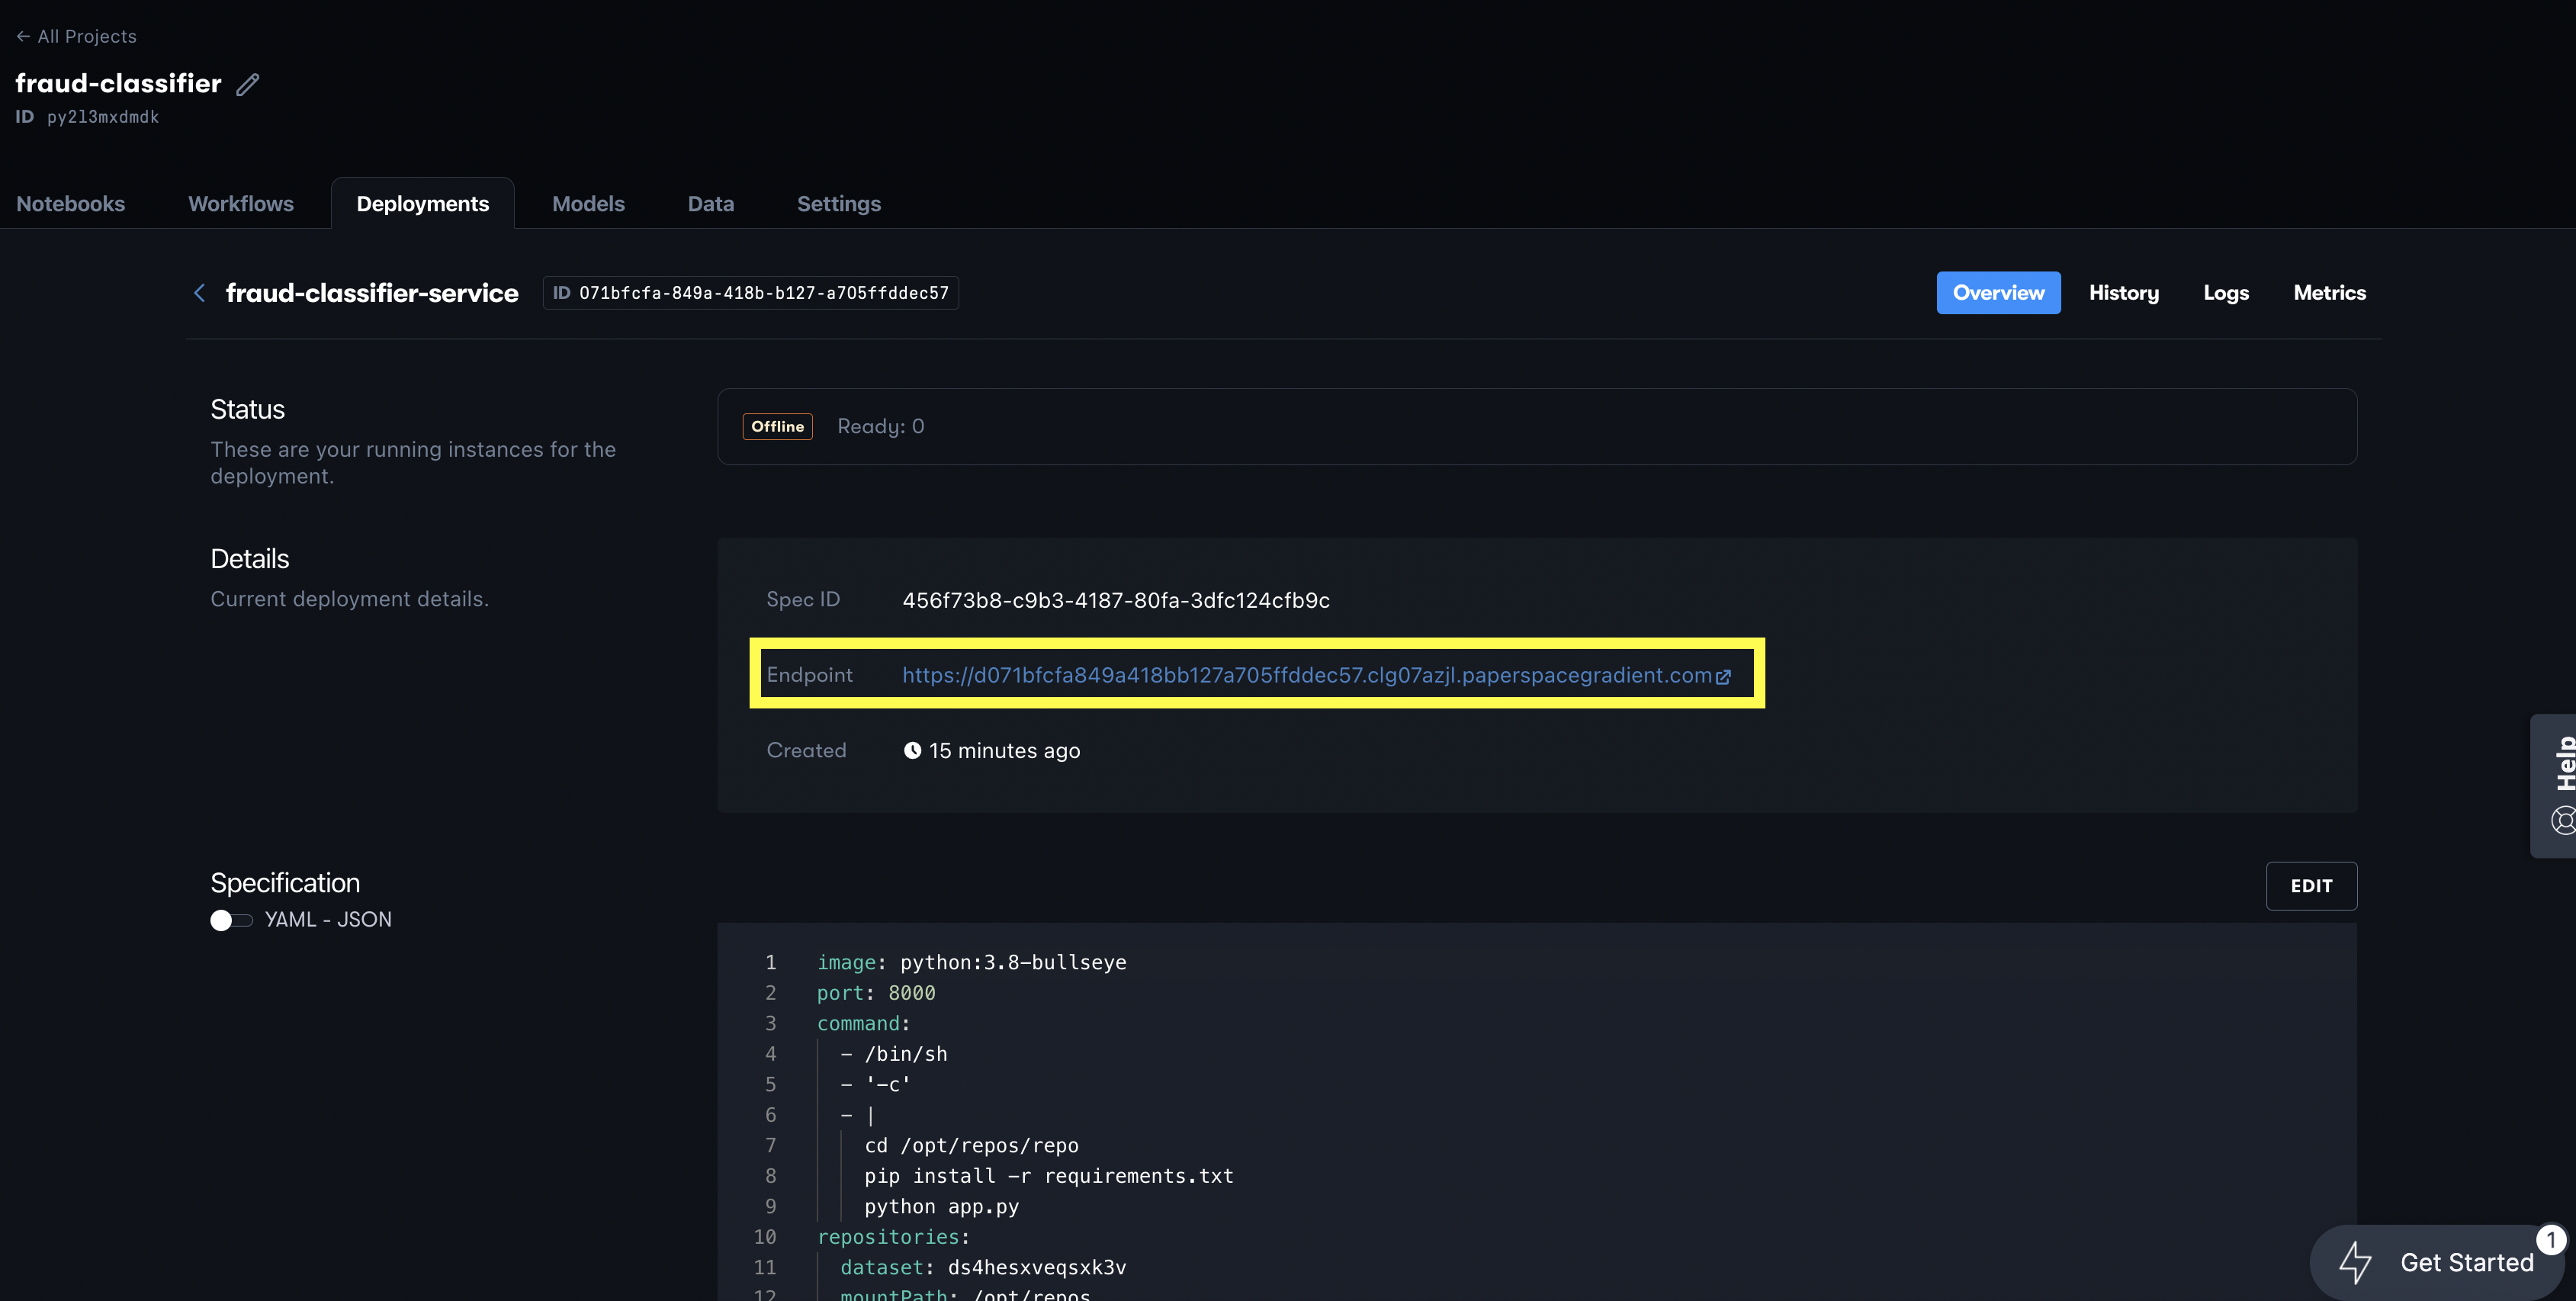 ← All Projects
fraud-classifier
ID py2l3mxdmdk
Notebooks Workflows Deployments Models Data Settings
fraud-classifier-service ID 071bfcfa-849a-418b-b127-a705ffddec57 Overview History Logs Metrics
Status
These are your running instances for the
deployment.
Offline Ready: 0
Details
Current deployment details.
Spec ID 456f73b8-c9b3-4187-80fa-3dfc124cfb9c
Endpoint https://d071bfcfa849a418bb127a705ffddec57.clg07azjl.paperspacegradient.com
Created 15 minutes ago
Help
Specification
YAML - JSON
EDIT
1 image: python:3.8-bullseye
2 port: 8000
3 command:
4 - /bin/sh
5 - '-c'
6 - |
7 cd /opt/repos/repo
8 pip install -r requirements.txt
9 python app.py
10 repositories:
11 dataset: ds4hesxveqsxk3v
12 mountPath: /opt/repos
Get Started 1